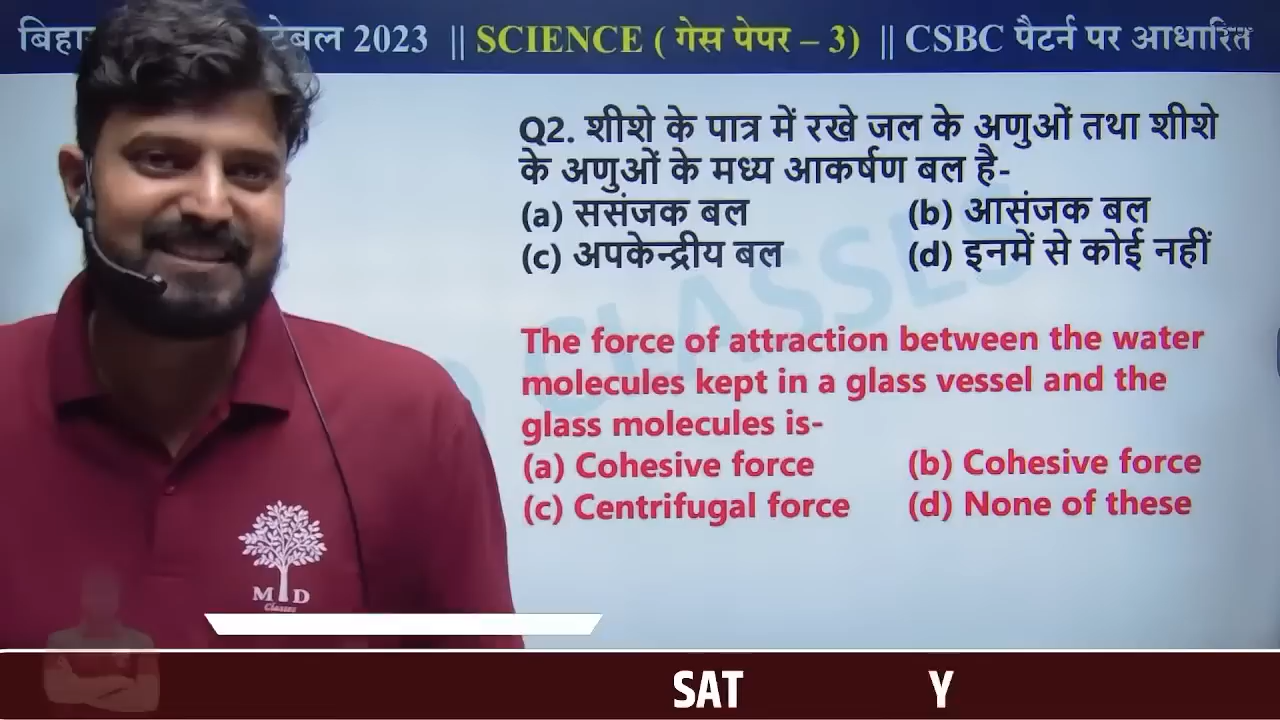 बिहा टेबल 2023 || SCIENCE ( गेस पेपर – 3) || CSBC पैटर्न पर आधारित
Q2. शीशे के पात्र में रखे जल के अणुओं तथा शीशे
के अणुओं के मध्य आकर्षण बल है-
(a) ससंजक बल (b) आसंजक बल
(c) अपकेन्द्रीय बल (d) इनमें से कोई नहीं
CLASSES
The force of attraction between the water
molecules kept in a glass vessel and the
glass molecules is-
(a) Cohesive force (b) Cohesive force
(c) Centrifugal force (d) None of these
M D
Classes
SAT Y